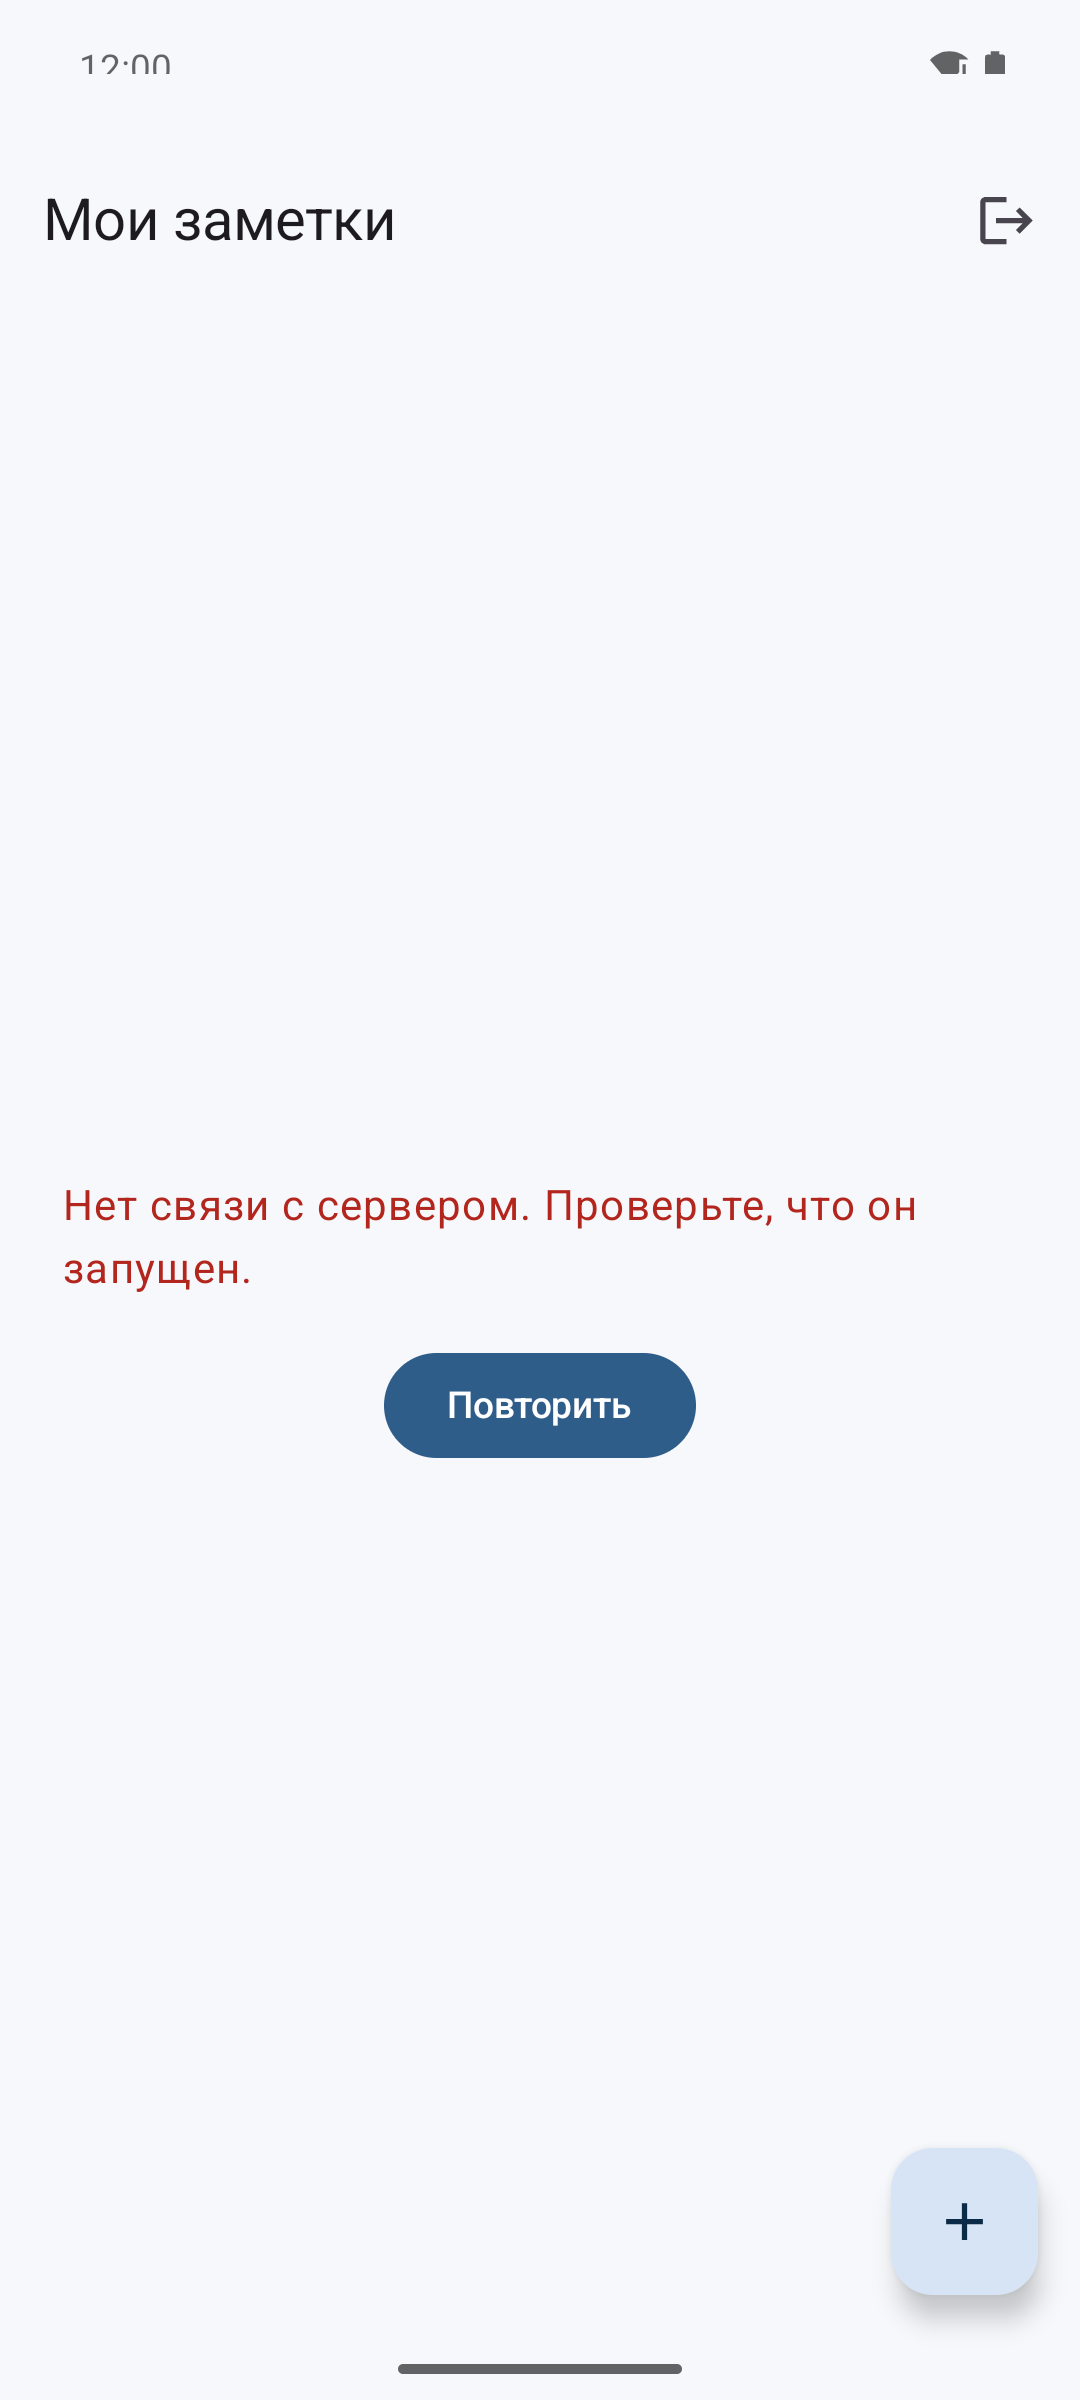 12:00
Мои заметки
Нет связи с сервером. Проверьте, что он
запущен.
Повторить